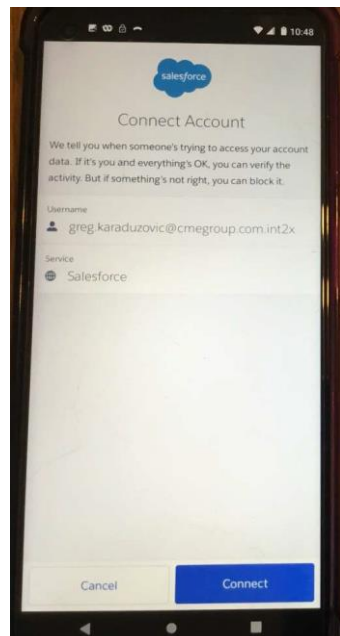 10:48
salesforce
Connect Account
We tell you when someone's trying to access your account
data. If it's you and everything's OK, you can verify the
activity. But if something's not right, you can block it.
Username
greg.karaduzovic@cmegroup.com.int2x
Service
Salesforce
Cancel
Connect